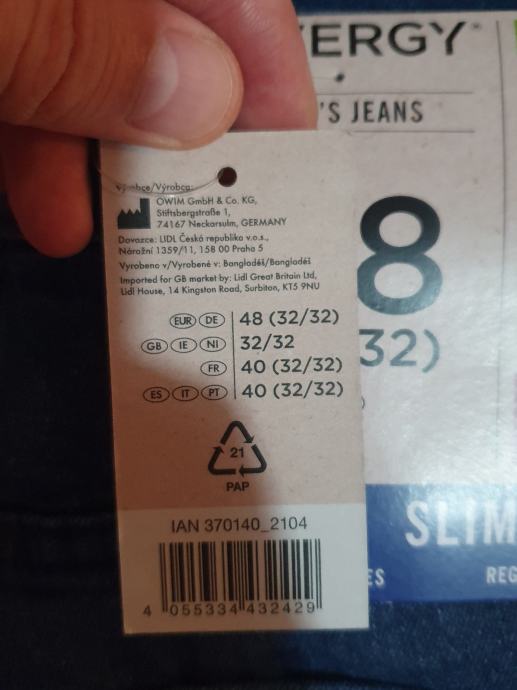 VERGY
'S JEANS
8
32)
)
SLIM
ES
REG
Výrobce/Výrobca:
OWIM GmbH & Co. KG,
Stiftsbergstraße 1,
74167 Neckarsulm, GERMANY
Dovozce: LIDL Česká republika v.o.s.,
Nárožní 1359/11, 158 00 Praha 5
Vyrobeno v/Vyrobené v: Bangladéš/Bangladéš
Imported for GB market by: Lidl Great Britain Ltd,
Lidl House, 14 Kingston Road, Surbiton, KT5 9NU
EUR DE 48 (32/32)
GB IE NI 32/32
FR 40 (32/32)
ES IT PT 40 (32/32)
21
PAP
IAN 370140_2104
4 055334 432429